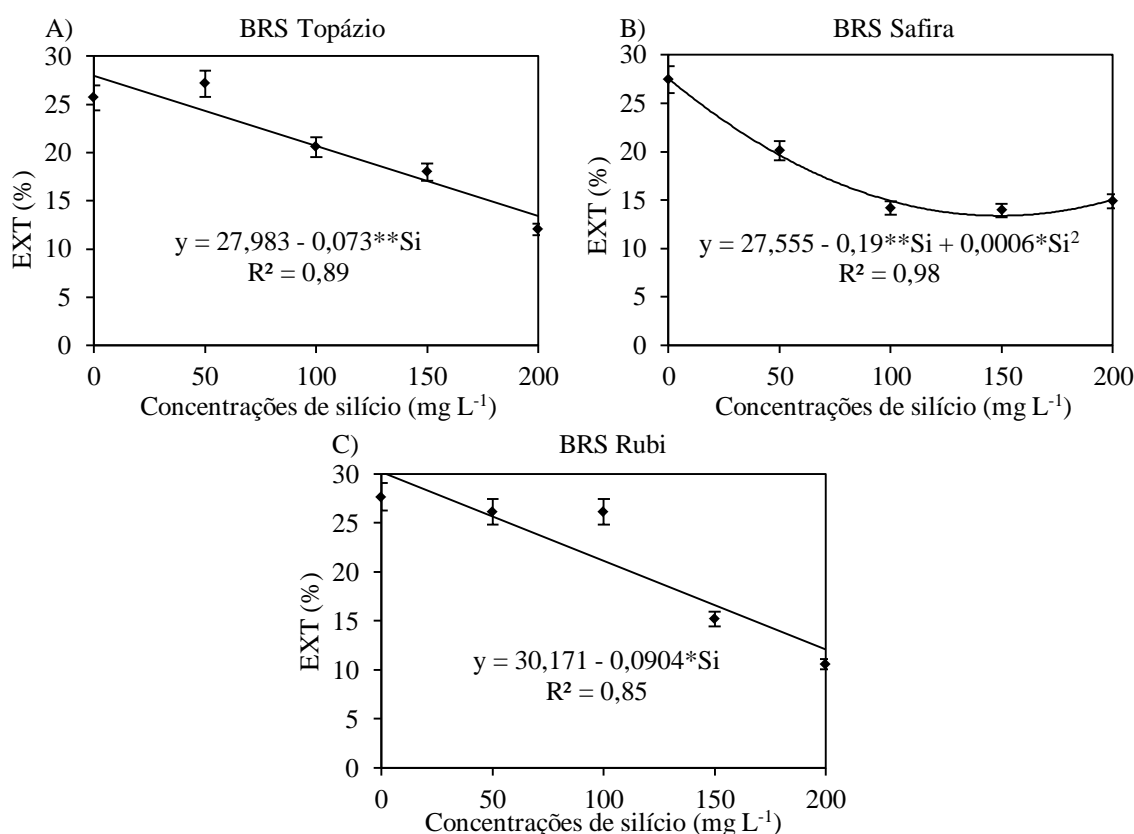 A) BRS Topázio
30
25
20
15
10
5
0
EXT (%)
y = 27,983 - 0,073**Si
R² = 0,89
0 50 100 150 200
Concentrações de silício (mg L⁻¹)
B) BRS Safira
30
25
20
15
10
5
0
EXT (%)
y = 27,555 - 0,19**Si + 0,0006*Si²
R² = 0,98
0 50 100 150 200
Concentrações de silício (mg L⁻¹)
C) BRS Rubi
30
25
20
15
10
5
0
EXT (%)
y = 30,171 - 0,0904*Si
R² = 0,85
0 50 100 150 200
Concentrações de silício (mg L⁻¹)